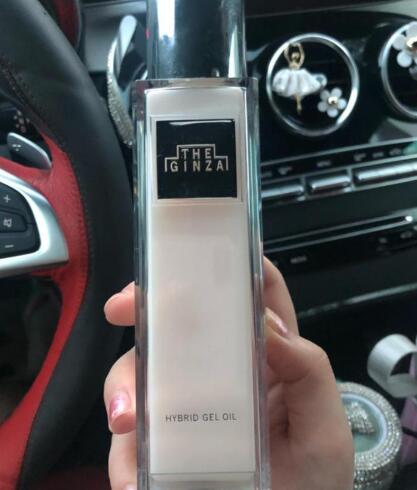 THE
GINZA
HYBRID GEL OIL